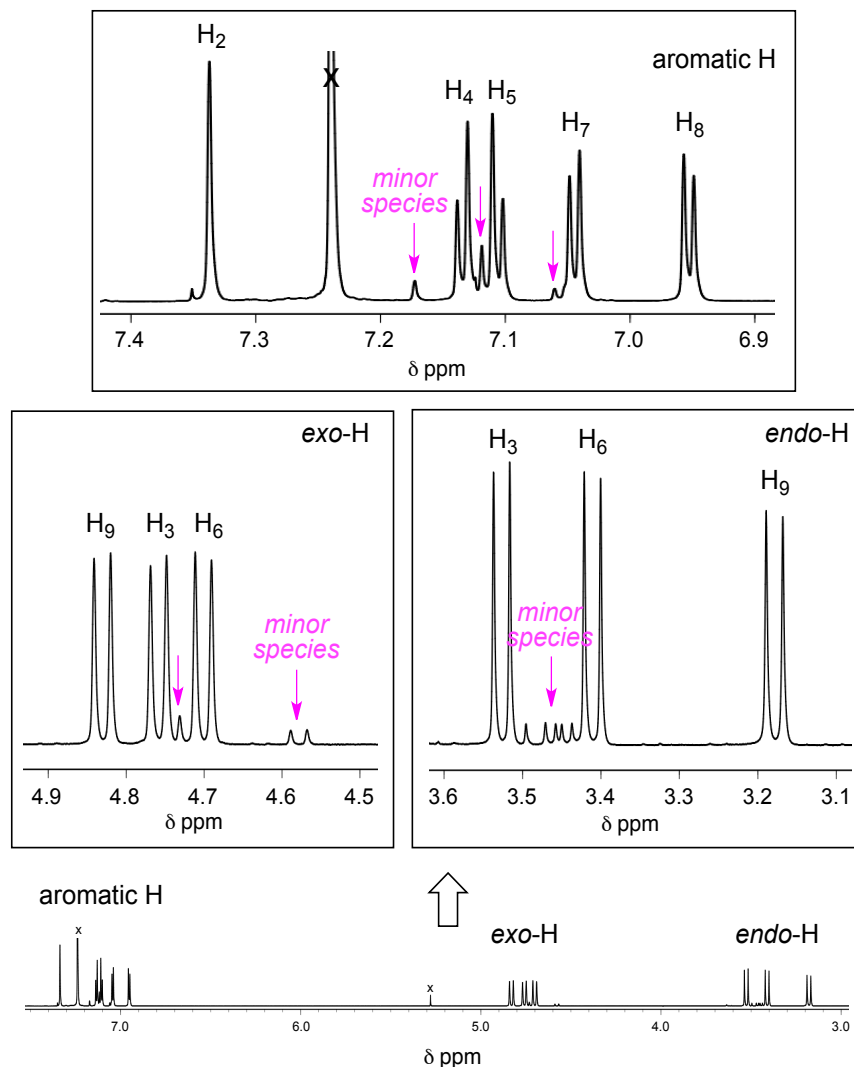 H2
X
aromatic H
H4
H5
H7
H8
minor
species
7.4 7.3 7.2 7.1 7.0 6.9
δ ppm
exo-H
H9 H3 H6
minor
species
4.9 4.8 4.7 4.6 4.5
δ ppm
endo-H
H3 H6 H9
minor
species
3.6 3.5 3.4 3.3 3.2 3.1
δ ppm
aromatic H
x
exo-H
endo-H
x
7.0 6.0 5.0 4.0 3.0
δ ppm